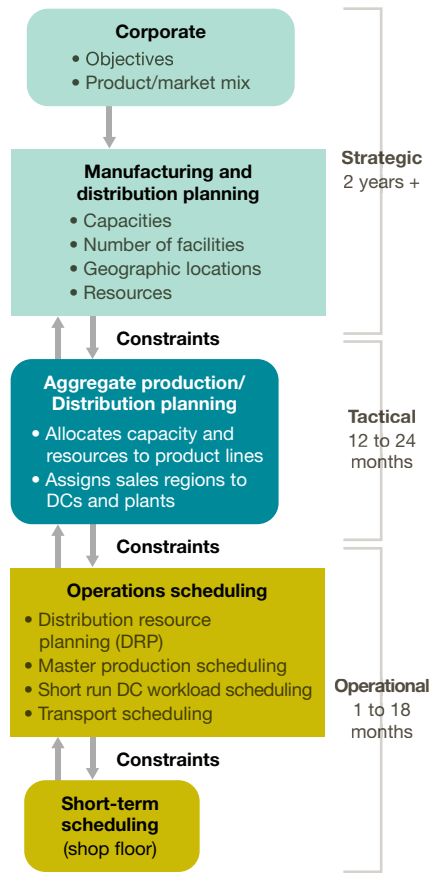 Corporate
• Objectives
• Product/market mix
Manufacturing and
distribution planning
• Capacities
• Number of facilities
• Geographic locations
• Resources
Strategic
2 years +
Constraints
Aggregate production/
Distribution planning
• Allocates capacity and
resources to product lines
• Assigns sales regions to
DCs and plants
Tactical
12 to 24
months
Constraints
Operations scheduling
• Distribution resource
planning (DRP)
• Master production scheduling
• Short run DC workload scheduling
• Transport scheduling
Operational
1 to 18
months
Constraints
Short-term
scheduling
(shop floor)